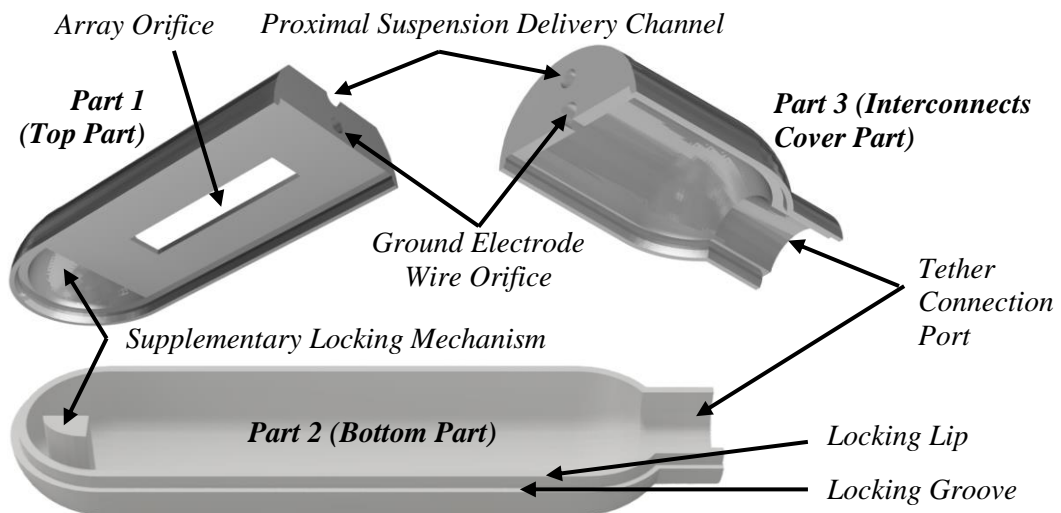 Array Orifice
Proximal Suspension Delivery Channel
Part 1
(Top Part)
Part 3 (Interconnects
Cover Part)
Ground Electrode
Wire Orifice
Tether
Connection
Port
Supplementary Locking Mechanism
Part 2 (Bottom Part)
Locking Lip
Locking Groove